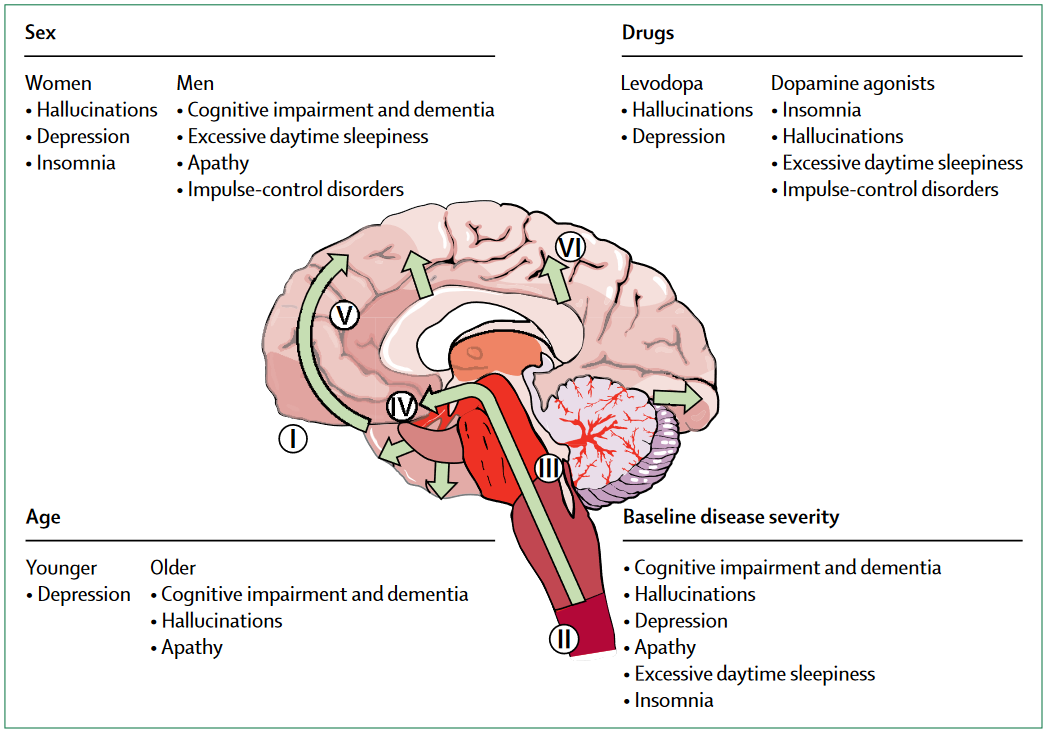 Sex
Women
• Hallucinations
• Depression
• Insomnia
Men
• Cognitive impairment and dementia
• Excessive daytime sleepiness
• Apathy
• Impulse-control disorders
Drugs
Levodopa
• Hallucinations
• Depression
Dopamine agonists
• Insomnia
• Hallucinations
• Excessive daytime sleepiness
• Impulse-control disorders
VI
V
IV
I
III
II
Age
Younger
• Depression
Older
• Cognitive impairment and dementia
• Hallucinations
• Apathy
Baseline disease severity
• Cognitive impairment and dementia
• Hallucinations
• Depression
• Apathy
• Excessive daytime sleepiness
• Insomnia